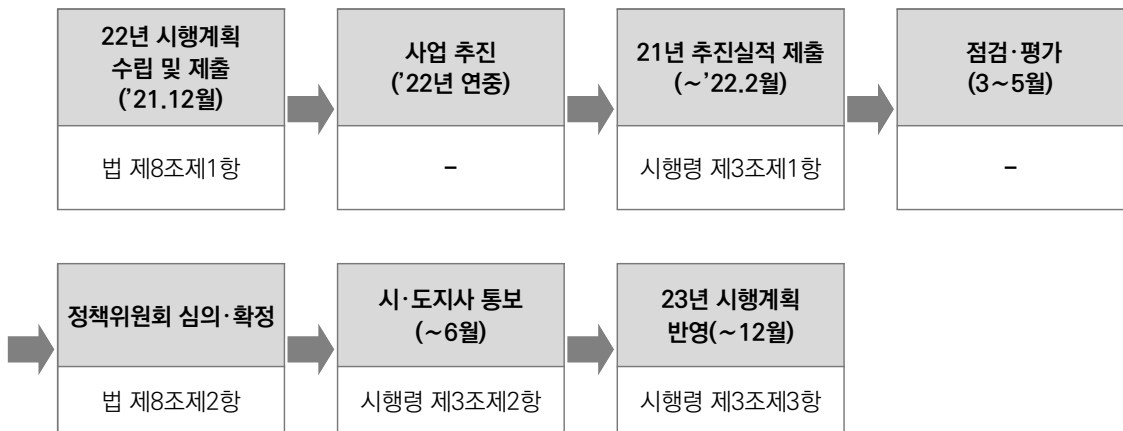 22년 시행계획
수립 및 제출
(’21.12월)
법 제8조제1항
사업 추진
(’22년 연중)
–
21년 추진실적 제출
(~’22.2월)
시행령 제3조제1항
점검·평가
(3~5월)
–
정책위원회 심의·확정
법 제8조제2항
시·도지사 통보
(~6월)
시행령 제3조제2항
23년 시행계획
반영(~12월)
시행령 제3조제3항